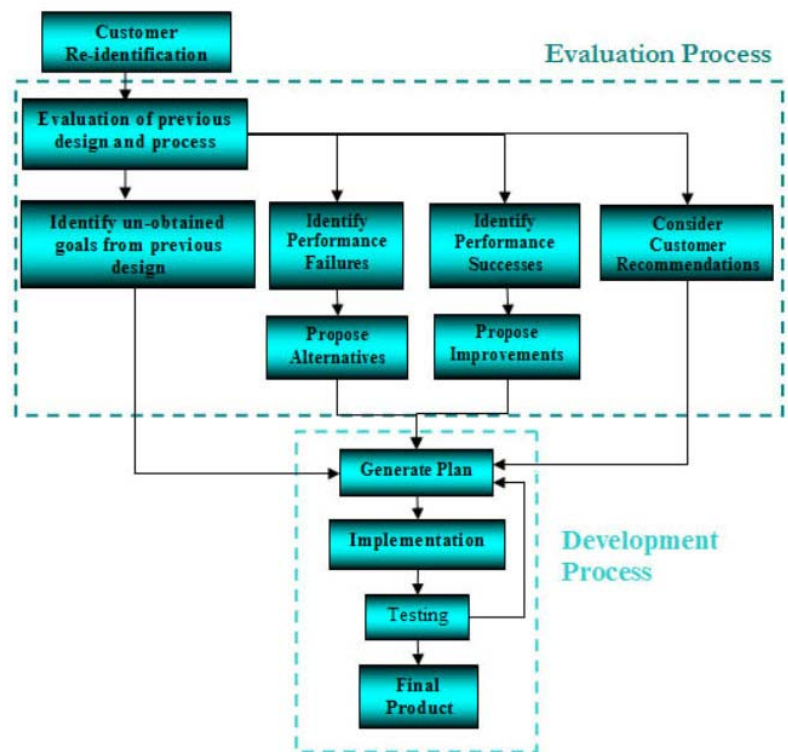 Customer
Re-identification
Evaluation Process
Evaluation of previous
design and process
Identify un-obtained
goals from previous
design
Identify
Performance
Failures
Identify
Performance
Successes
Consider
Customer
Recommendations
Propose
Alternatives
Propose
Improvements
Generate Plan
Implementation
Development
Process
Testing
Final
Product